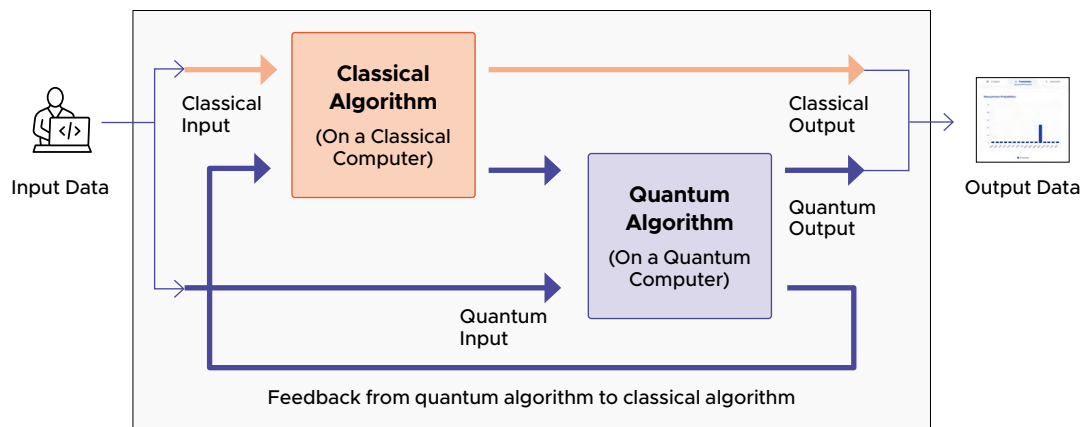 Input Data
Classical
Input
Classical
Algorithm
(On a Classical
Computer)
Classical
Output
Quantum
Algorithm
(On a Quantum
Computer)
Quantum
Output
Quantum
Input
Feedback from quantum algorithm to classical algorithm
</>
Output Data